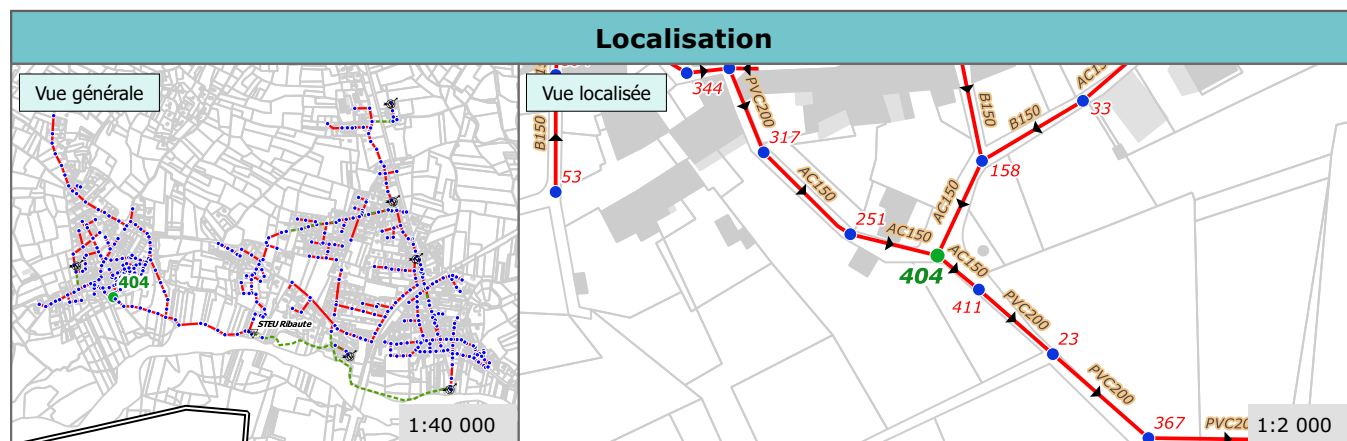 Localisation
Vue générale
404
STEU Ribaute
1:40 000
Vue localisée
344
PVC200
B150
53
317
AC150
251
AC150
AC150
404
AC150
411
PVC200
23
PVC200
367
B150
B150
33
158
1:2 000